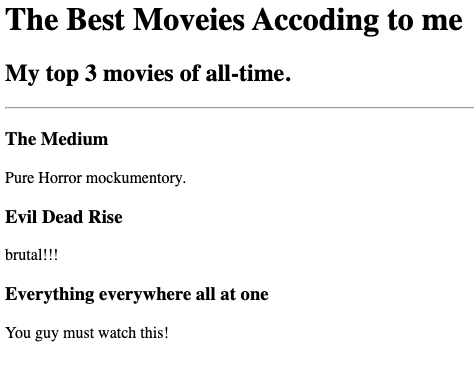 The Best Moveies Accoding to me
My top 3 movies of all-time.
The Medium
Pure Horror mockumentory.
Evil Dead Rise
brutal!!!
Everything everywhere all at one
You guy must watch this!